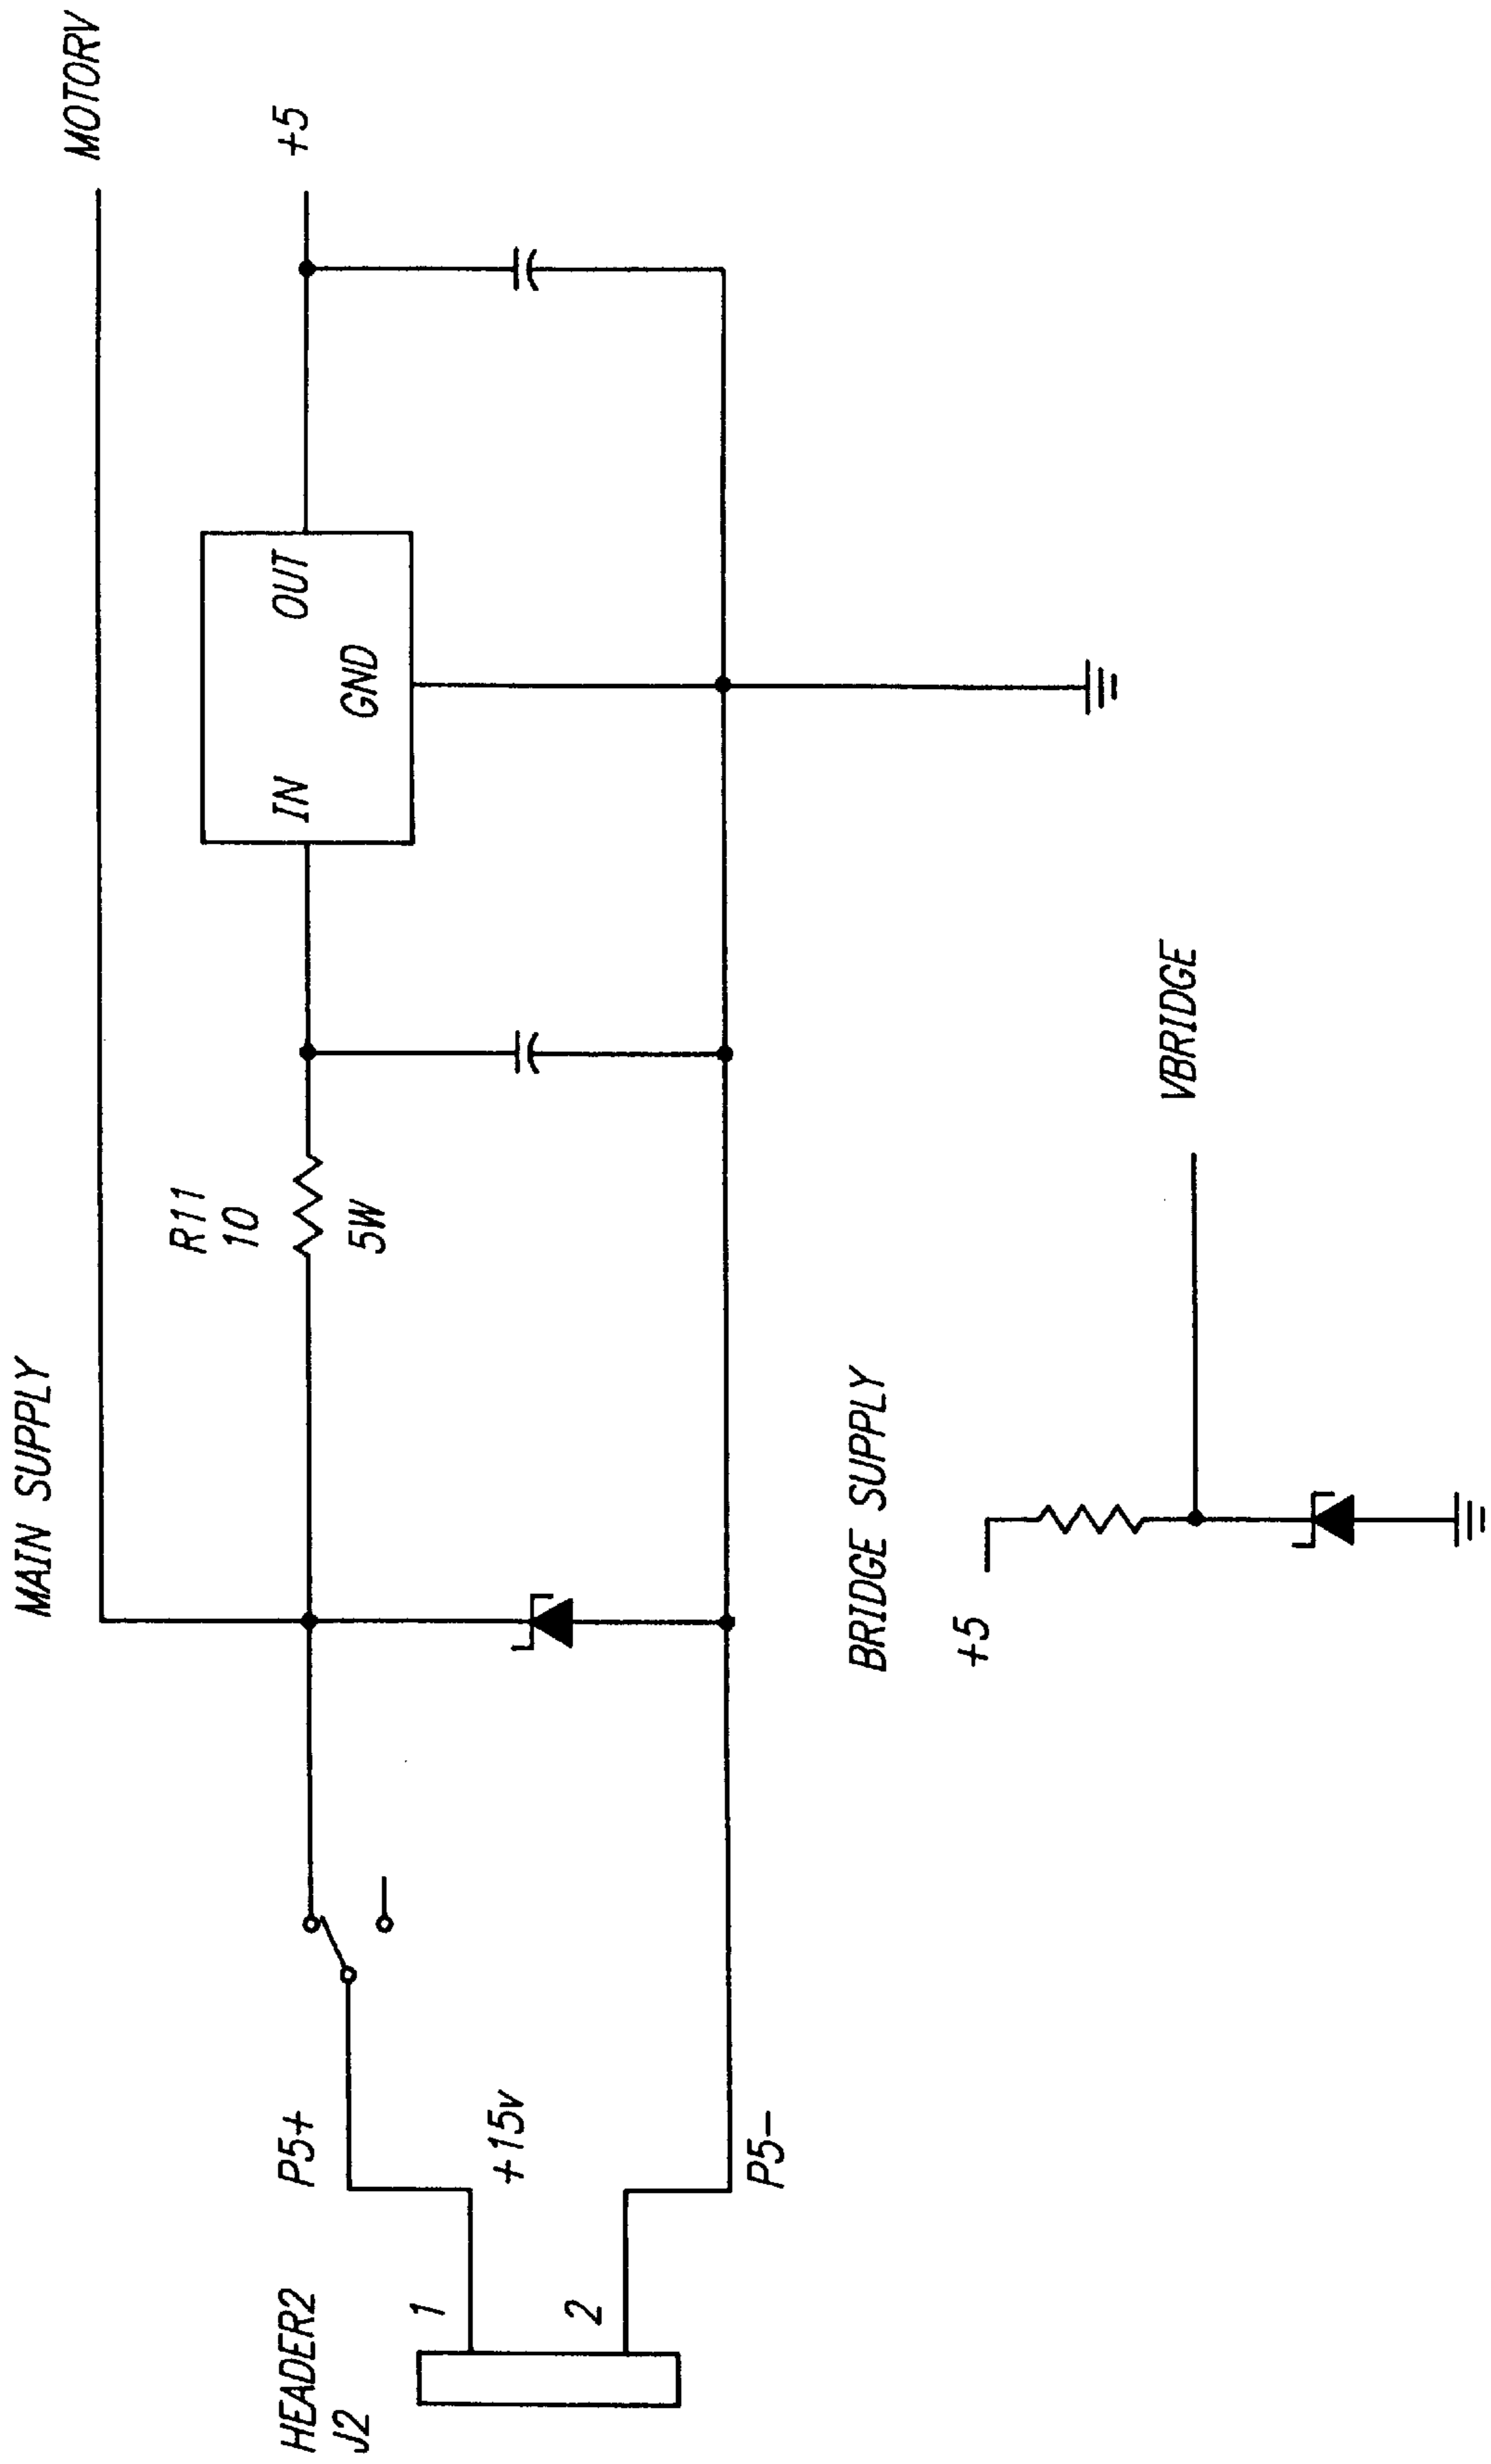 MAIN SUPPLY
MOTORV
HEADER2
J2
1
2
P5+
+15v
P5-
R11
10
5W
IN
OUT
GND
+5
BRIDGE SUPPLY
+5
VBRIDGE